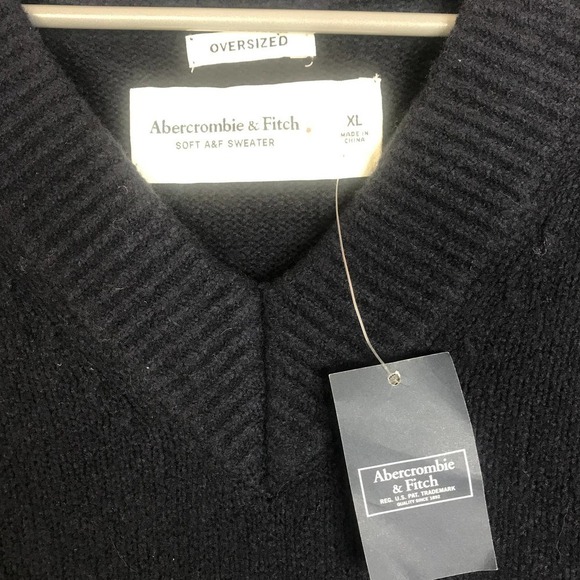 OVERSIZED
Abercrombie & Fitch
SOFT A&F SWEATER
XL
MADE IN
CHINA
Abercrombie
& Fitch
REG. U.S. PAT. TRADEMARK
QUALITY SINCE 1892